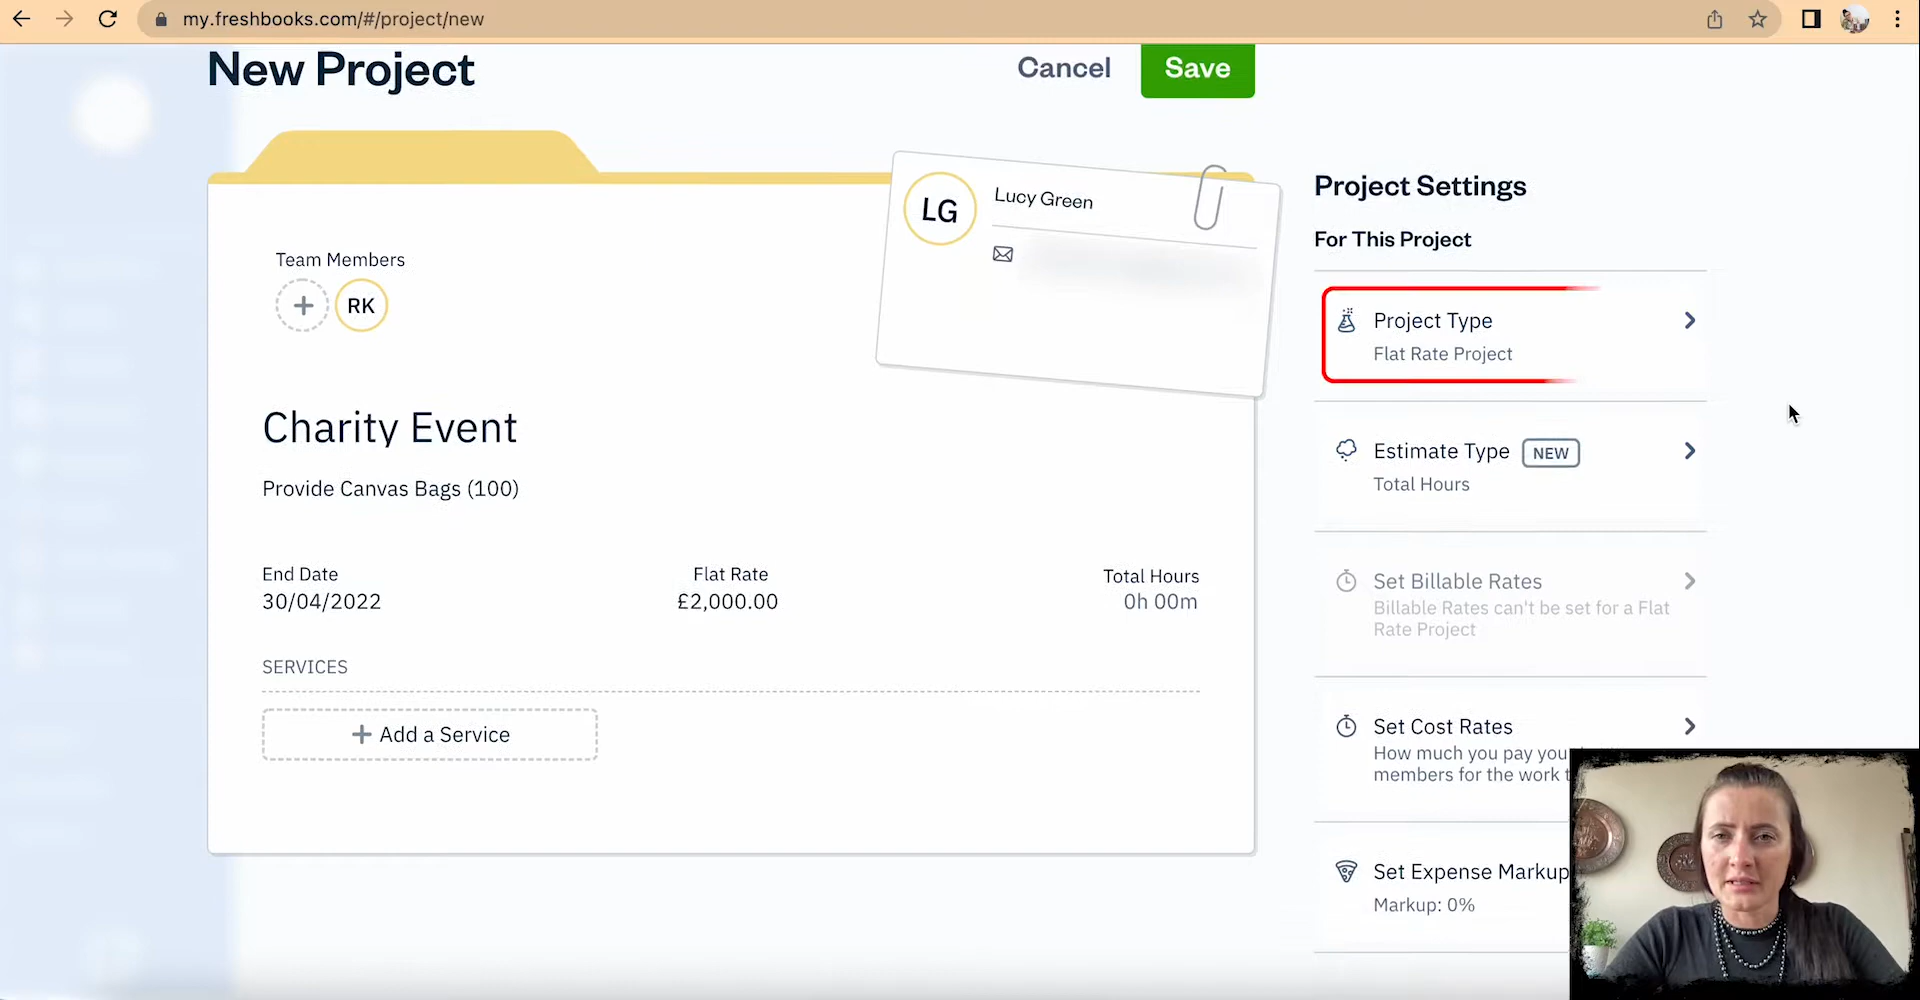 my.freshbooks.com/#/project/new
New Project
Cancel
Save
LG
Lucy Green
Team Members
RK
Charity Event
Provide Canvas Bags (100)
End Date
30/04/2022
Flat Rate
£2,000.00
Total Hours
0h 00m
SERVICES
+ Add a Service
Project Settings
For This Project
Project Type
Flat Rate Project
Estimate Type NEW
Total Hours
Set Billable Rates
Billable Rates can't be set for a Flat
Rate Project
Set Cost Rates
How much you pay you
members for the work
Set Expense Markup
Markup: 0%